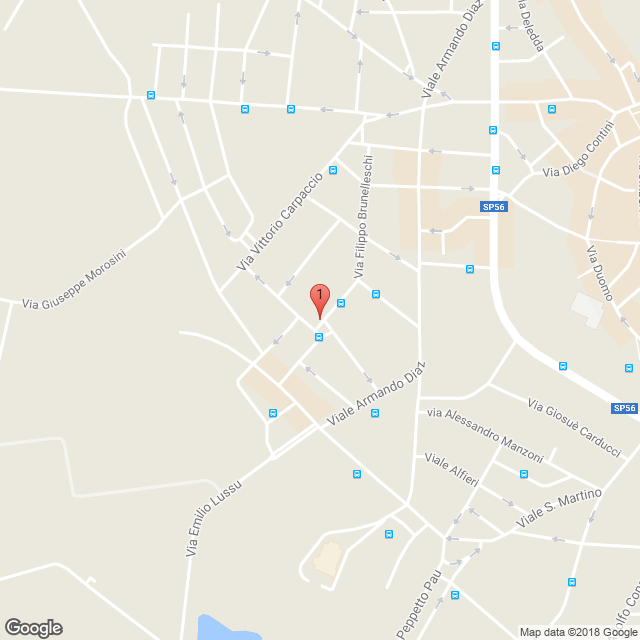 Viale Armando Diaz
Via Deledda
Via Diego Contini
Via Filippo Brunelleschi
Via Vittorio Carpaccio
SP56
Via Giuseppe Morosini
Via Duomo
1
Viale Armando Diaz
SP56
via Alessandro Manzoni
Via Giosuè Carducci
Viale Alfieri
Viale S. Martino
Via Emilio Lussu
Peppetto Pau
Google
Map data ©2018 Google